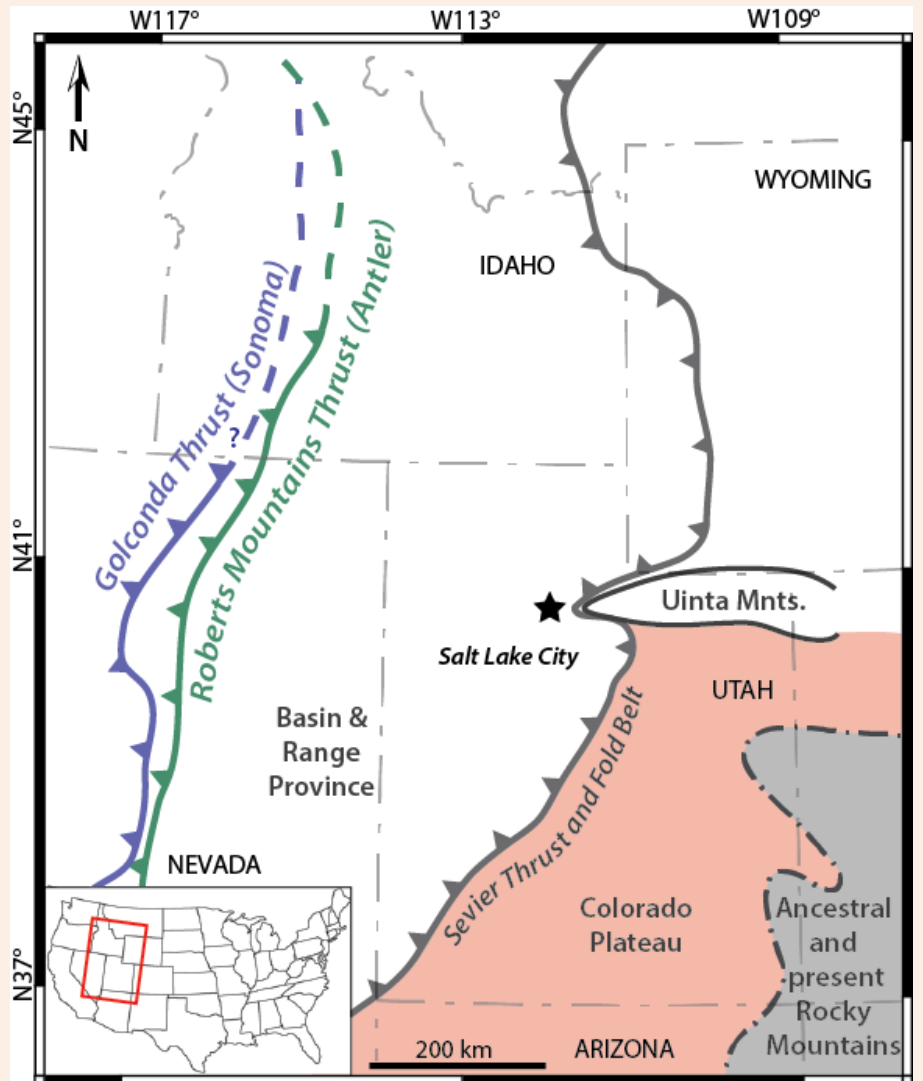 W117°
W113°
W109°
N45°
N
WYOMING
IDAHO
Golconda Thrust (Sonoma)
Roberts Mountains Thrust (Antler)
?
N41°
Uinta Mnts.
Salt Lake City
UTAH
Basin &
Range
Province
Sevier Thrust and Fold Belt
NEVADA
Colorado
Plateau
Ancestral
and
present
Rocky
Mountains
N37°
200 km
ARIZONA